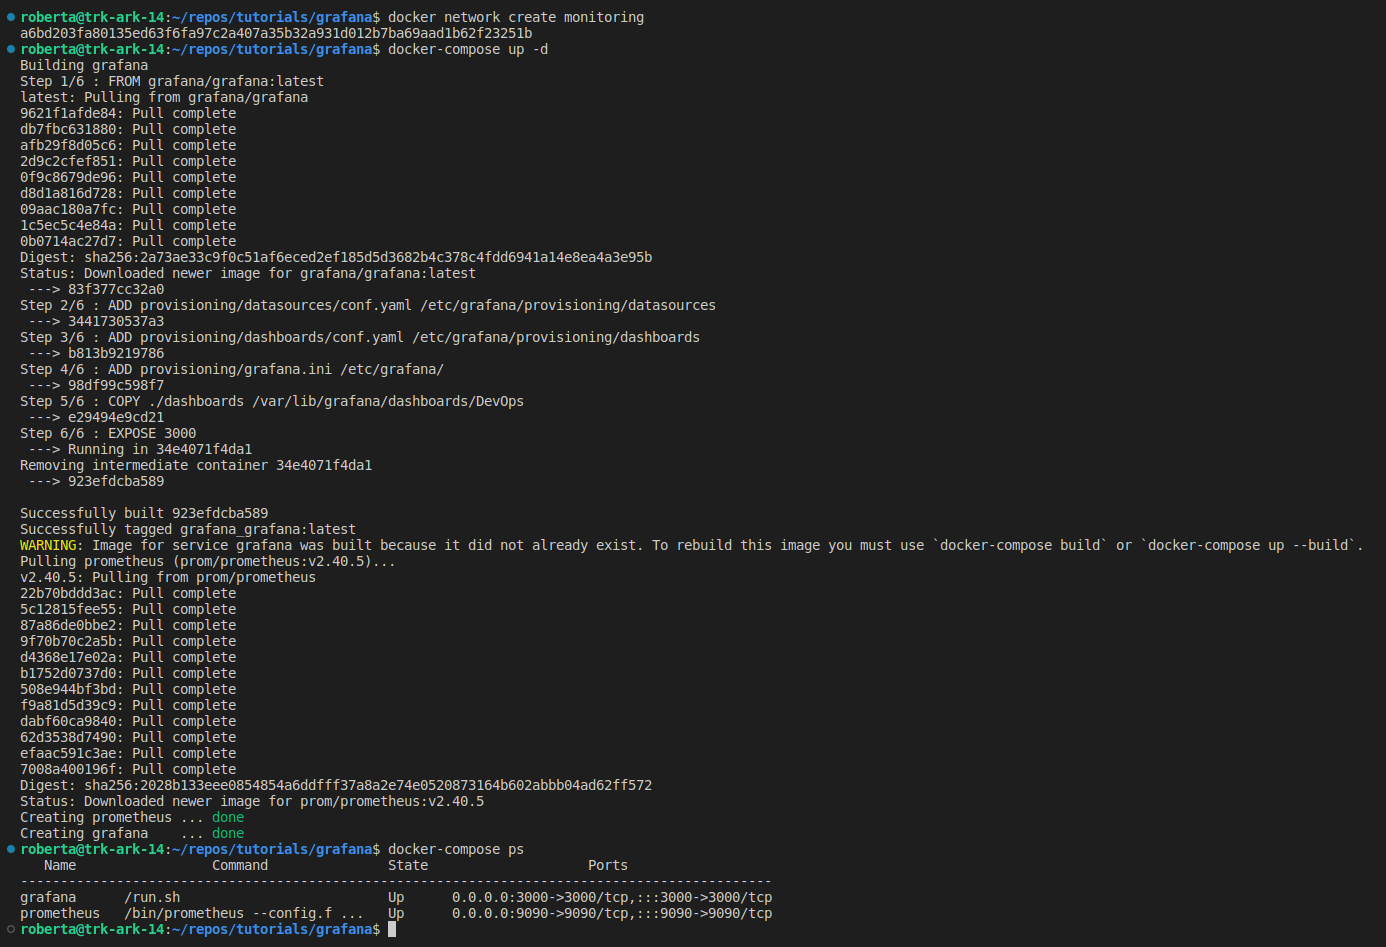 roberta@trk-ark-14:~/repos/tutorials/grafana$ docker network create monitoring
a6bd203fa80135ed63f6fa97c2a407a35b32a931d012b7ba69aad1b62f23251b
roberta@trk-ark-14:~/repos/tutorials/grafana$ docker-compose up -d
Building grafana
Step 1/6 : FROM grafana/grafana:latest
latest: Pulling from grafana/grafana
9621f1afde84: Pull complete
db7fbc631880: Pull complete
afb29f8d05c6: Pull complete
2d9c2cfef851: Pull complete
0f9c8679de96: Pull complete
d8d1a816d728: Pull complete
09aac180a7fc: Pull complete
1c5ec5c4e84a: Pull complete
0b0714ac27d7: Pull complete
Digest: sha256:2a73ae33c9f0c51af6eced2ef185d5d3682b4c378c4fdd6941a14e8ea4a3e95b
Status: Downloaded newer image for grafana/grafana:latest
 ---> 83f377cc32a0
Step 2/6 : ADD provisioning/datasources/conf.yaml /etc/grafana/provisioning/datasources
 ---> 3441730537a3
Step 3/6 : ADD provisioning/dashboards/conf.yaml /etc/grafana/provisioning/dashboards
 ---> b813b9219786
Step 4/6 : ADD provisioning/grafana.ini /etc/grafana/
 ---> 98df99c598f7
Step 5/6 : COPY ./dashboards /var/lib/grafana/dashboards/DevOps
 ---> e29494e9cd21
Step 6/6 : EXPOSE 3000
 ---> Running in 34e4071f4da1
Removing intermediate container 34e4071f4da1
 ---> 923efdcba589
Successfully built 923efdcba589
Successfully tagged grafana_grafana:latest
WARNING: Image for service grafana was built because it did not already exist. To rebuild this image you must use `docker-compose build` or `docker-compose up --build`.
Pulling prometheus (prom/prometheus:v2.40.5)...
v2.40.5: Pulling from prom/prometheus
22b70bddd3ac: Pull complete
5c12815fee55: Pull complete
87a86de0bbe2: Pull complete
9f70b70c2a5b: Pull complete
d4368e17e02a: Pull complete
b1752d0737d0: Pull complete
508e944bf3bd: Pull complete
f9a81d5d39c9: Pull complete
dabf60ca9840: Pull complete
62d3538d7490: Pull complete
efaac591c3ae: Pull complete
7008a400196f: Pull complete
Digest: sha256:2028b133eee0854854a6ddfff37a8a2e74e0520873164b602abbb04ad62ff572
Status: Downloaded newer image for prom/prometheus:v2.40.5
Creating prometheus ... done
Creating grafana    ... done
roberta@trk-ark-14:~/repos/tutorials/grafana$ docker-compose ps
   Name                 Command               State                    Ports
----------------------------------------------------------------------------------------------
grafana      /run.sh                          Up      0.0.0.0:3000->3000/tcp,:::3000->3000/tcp
prometheus   /bin/prometheus --config.f ...   Up      0.0.0.0:9090->9090/tcp,:::9090->9090/tcp
roberta@trk-ark-14:~/repos/tutorials/grafana$